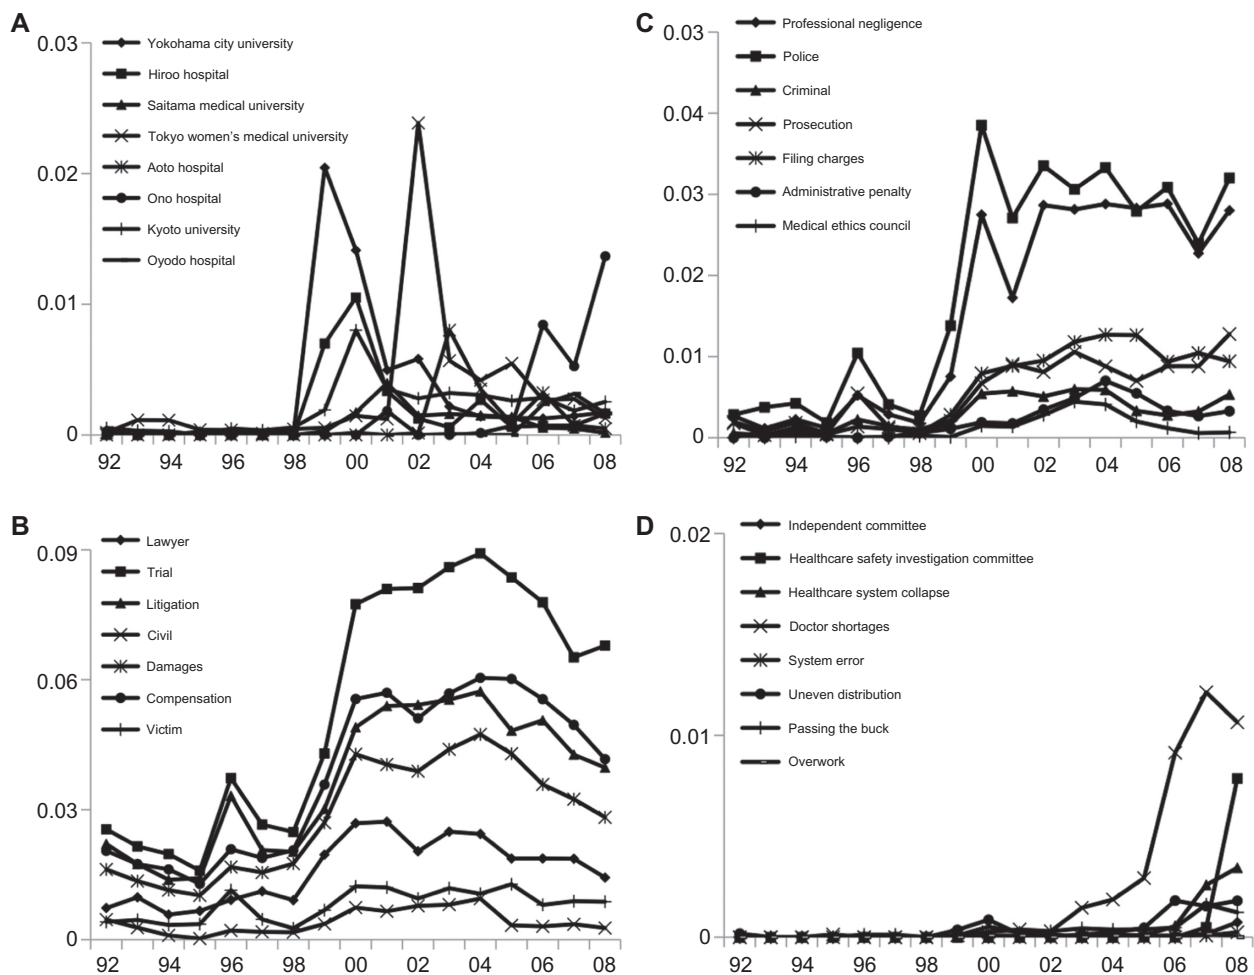 A
0.03
0.02
0.01
0
Yokohama city university
Hiroo hospital
Saitama medical university
Tokyo women's medical university
Aoto hospital
Ono hospital
Kyoto university
Oyodo hospital
92 94 96 98 00 02 04 06 08
B
0.09
0.06
0.03
0
Lawyer
Trial
Litigation
Civil
Damages
Compensation
Victim
92 94 96 98 00 02 04 06 08
C
0.03
0.04
0.03
0.02
0.01
0
Professional negligence
Police
Criminal
Prosecution
Filing charges
Administrative penalty
Medical ethics council
92 94 96 98 00 02 04 06 08
D
0.02
0.01
0
Independent committee
Healthcare safety investigation committee
Healthcare system collapse
Doctor shortages
System error
Uneven distribution
Passing the buck
Overwork
92 94 96 98 00 02 04 06 08